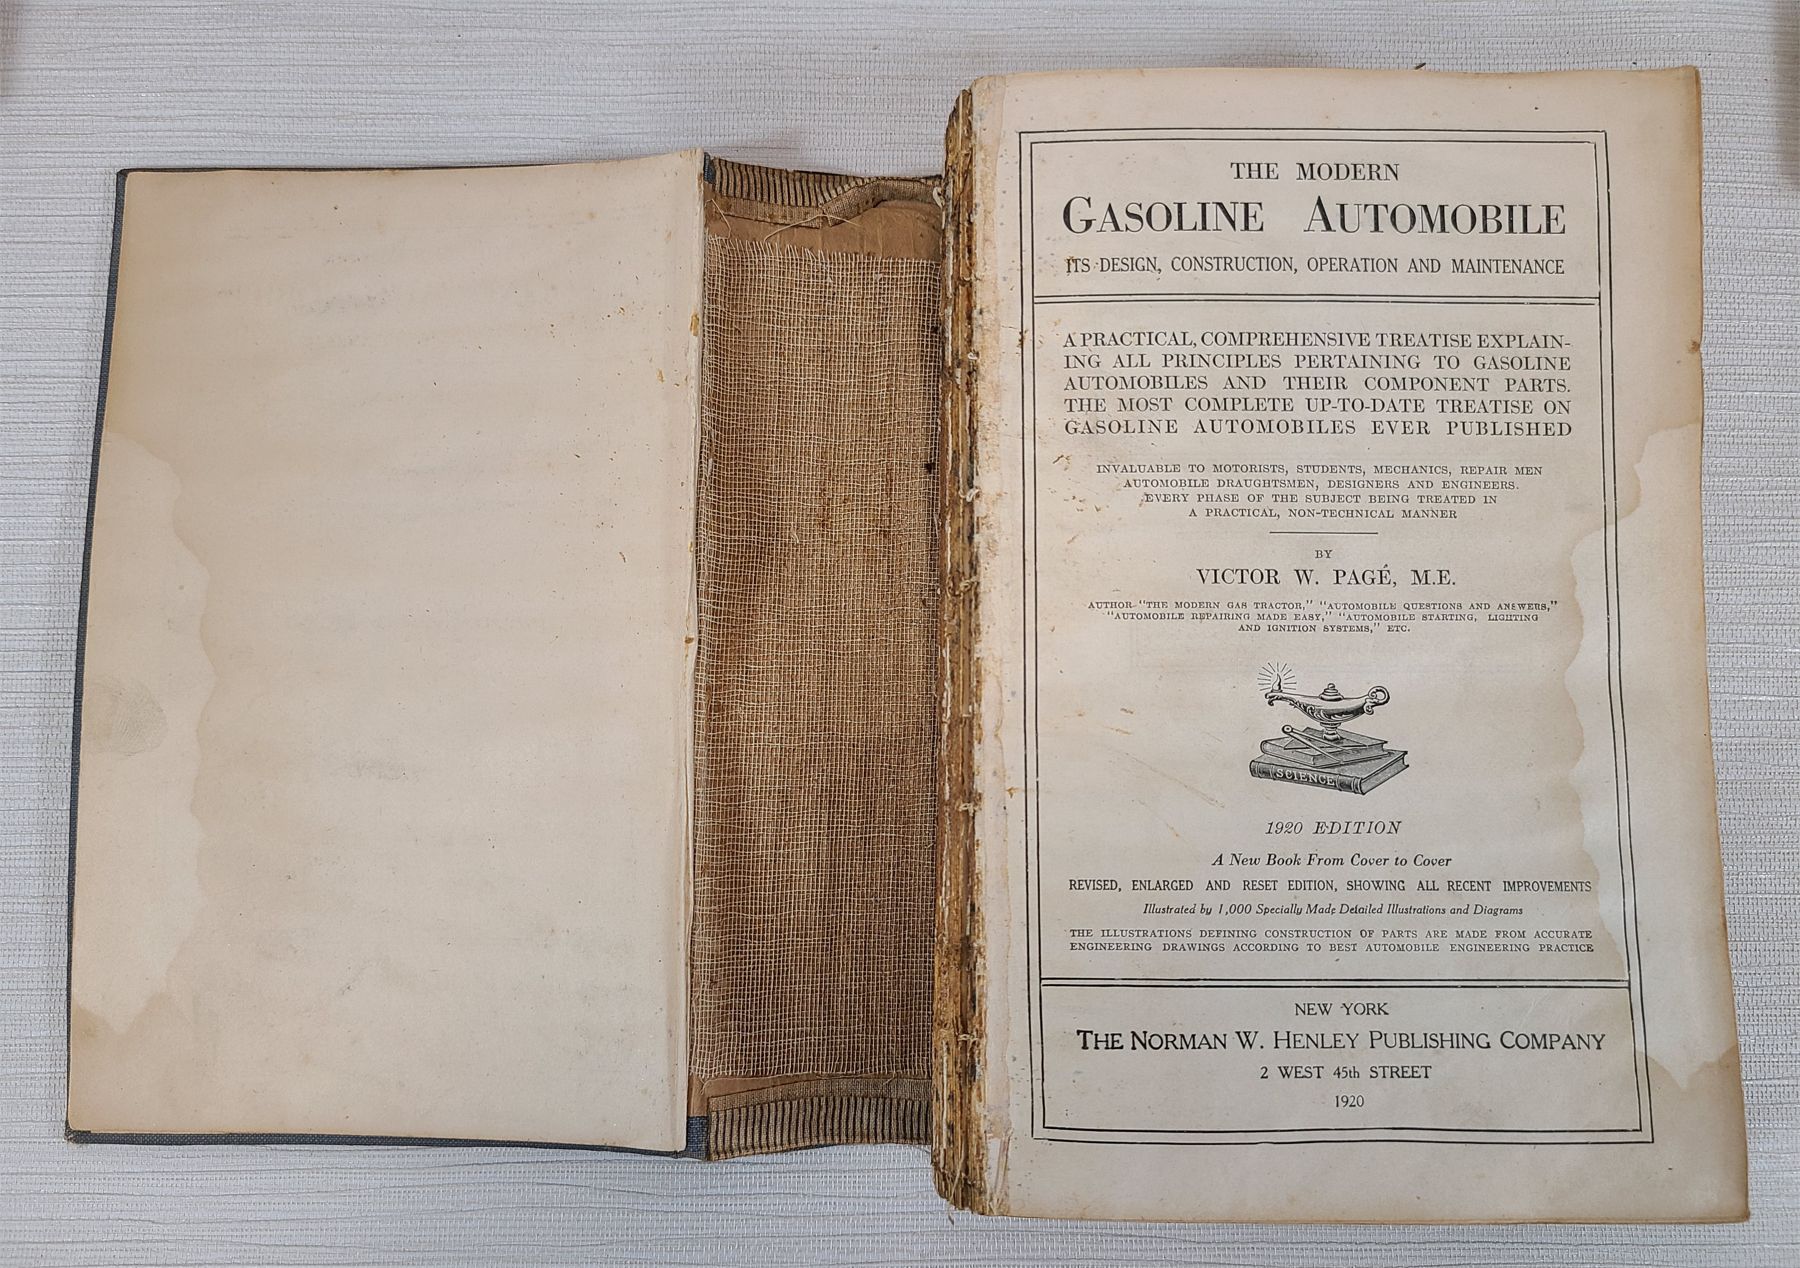 THE MODERN
GASOLINE AUTOMOBILE
ITS DESIGN, CONSTRUCTION, OPERATION AND MAINTENANCE
A PRACTICAL, COMPREHENSIVE TREATISE EXPLAIN-
ING ALL PRINCIPLES PERTAINING TO GASOLINE
AUTOMOBILES AND THEIR COMPONENT PARTS.
THE MOST COMPLETE UP-TO-DATE TREATISE ON
GASOLINE AUTOMOBILES EVER PUBLISHED
INVALUABLE TO MOTORISTS, STUDENTS, MECHANICS, REPAIR MEN
AUTOMOBILE DRAUGHTSMEN, DESIGNERS AND ENGINEERS.
EVERY PHASE OF THE SUBJECT BEING TREATED IN
A PRACTICAL, NON-TECHNICAL MANNER
BY
VICTOR W. PAGÉ, M.E.
AUTHOR "THE MODERN GAS TRACTOR," "AUTOMOBILE QUESTIONS AND ANSWERS,"
"AUTOMOBILE REPAIRING MADE EASY," "AUTOMOBILE STARTING, LIGHTING
AND IGNITION SYSTEMS," ETC.
SCIENCE
1920 EDITION
A New Book From Cover to Cover
REVISED, ENLARGED AND RESET EDITION, SHOWING ALL RECENT IMPROVEMENTS
Illustrated by 1,000 Specially Made Detailed Illustrations and Diagrams
THE ILLUSTRATIONS DEFINING CONSTRUCTION OF PARTS ARE MADE FROM ACCURATE
ENGINEERING DRAWINGS ACCORDING TO BEST AUTOMOBILE ENGINEERING PRACTICE
NEW YORK
THE NORMAN W. HENLEY PUBLISHING COMPANY
2 WEST 45th STREET
1920